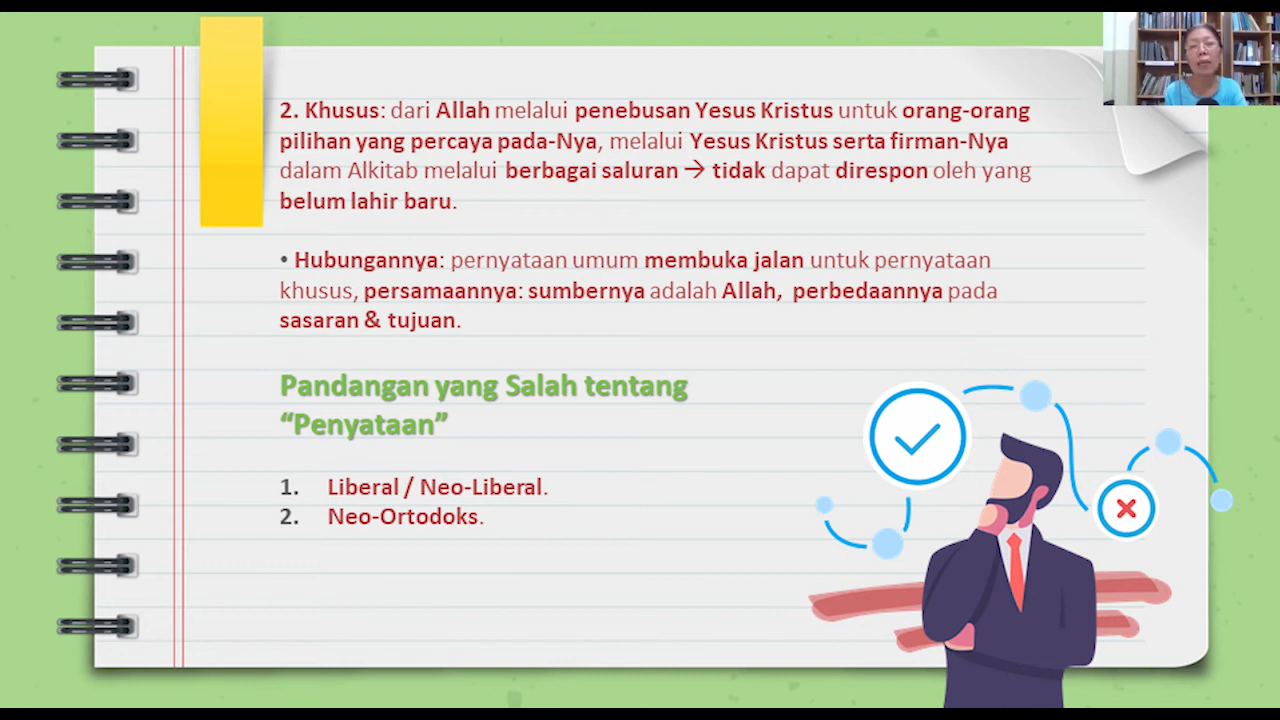 2. Khusus: dari Allah melalui penebusan Yesus Kristus untuk orang-orang
pilihan yang percaya pada-Nya, melalui Yesus Kristus serta firman-Nya
dalam Alkitab melalui berbagai saluran → tidak dapat direspon oleh yang
belum lahir baru.
• Hubungannya: pernyataan umum membuka jalan untuk pernyataan
khusus, persamaannya: sumbernya adalah Allah, perbedaannya pada
sasaran & tujuan.
Pandangan yang Salah tentang
“Penyataan”
1. Liberal / Neo-Liberal.
2. Neo-Ortodoks.